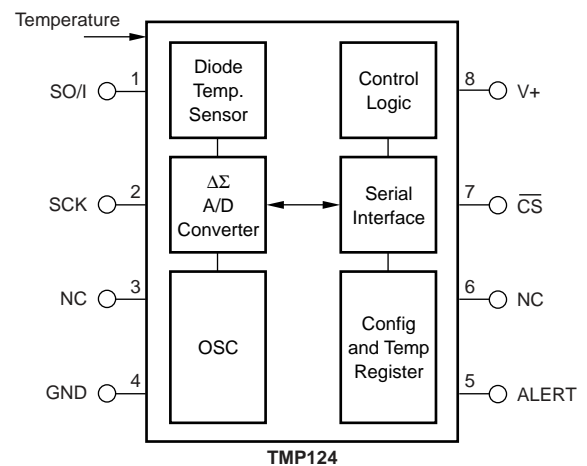 Temperature
SO/I
1
SCK
2
NC
3
GND
4
Diode
Temp.
Sensor
ΔΣ
A/D
Converter
OSC
Control
Logic
Serial
Interface
Config
and Temp
Register
8
V+
7
C̅S̅
6
NC
5
ALERT
TMP124